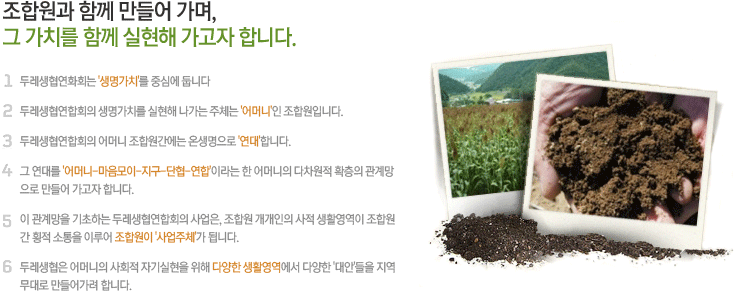 조합원과 함께 만들어 가며,
그 가치를 함께 실현해 가고자 합니다.
1 두레생협연화회는 '생명가치'를 중심에 둡니다
2 두레생협연합회의 생명가치를 실현해 나가는 주체는 '어머니'인 조합원입니다.
3 두레생협연합회의 어머니 조합원간에는 온생명으로 '연대'합니다.
4 그 연대를 '어머니-마음모이-지구-단협-연합'이라는 한 어머니의 다차원적 확층의 관계망
으로 만들어 가고자 합니다.
5 이 관계망을 기초하는 두레생협연합회의 사업은, 조합원 개개인의 사적 생활영역이 조합원
간 횡적 소통을 이루어 조합원이 '사업주체'가 됩니다.
6 두레생협은 어머니의 사회적 자기실현을 위해 다양한 생활영역에서 다양한 '대안'들을 지역
무대로 만들어가려 합니다.